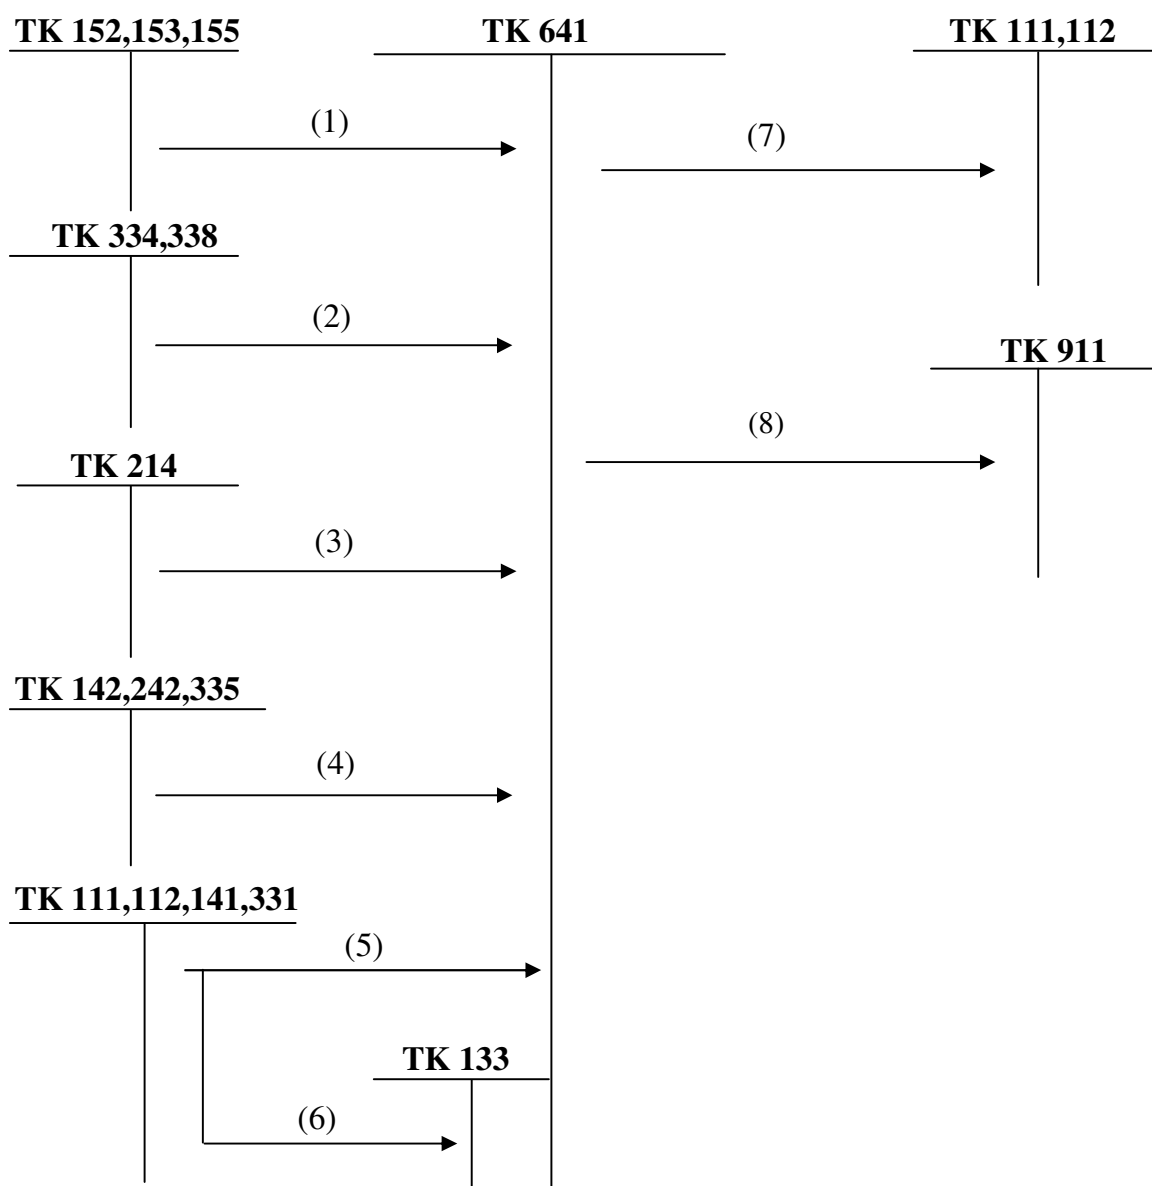 TK 152,153,155
TK 641
TK 111,112
(1)
(7)
TK 334,338
(2)
TK 911
(8)
TK 214
(3)
TK 142,242,335
(4)
TK 111,112,141,331
(5)
TK 133
(6)